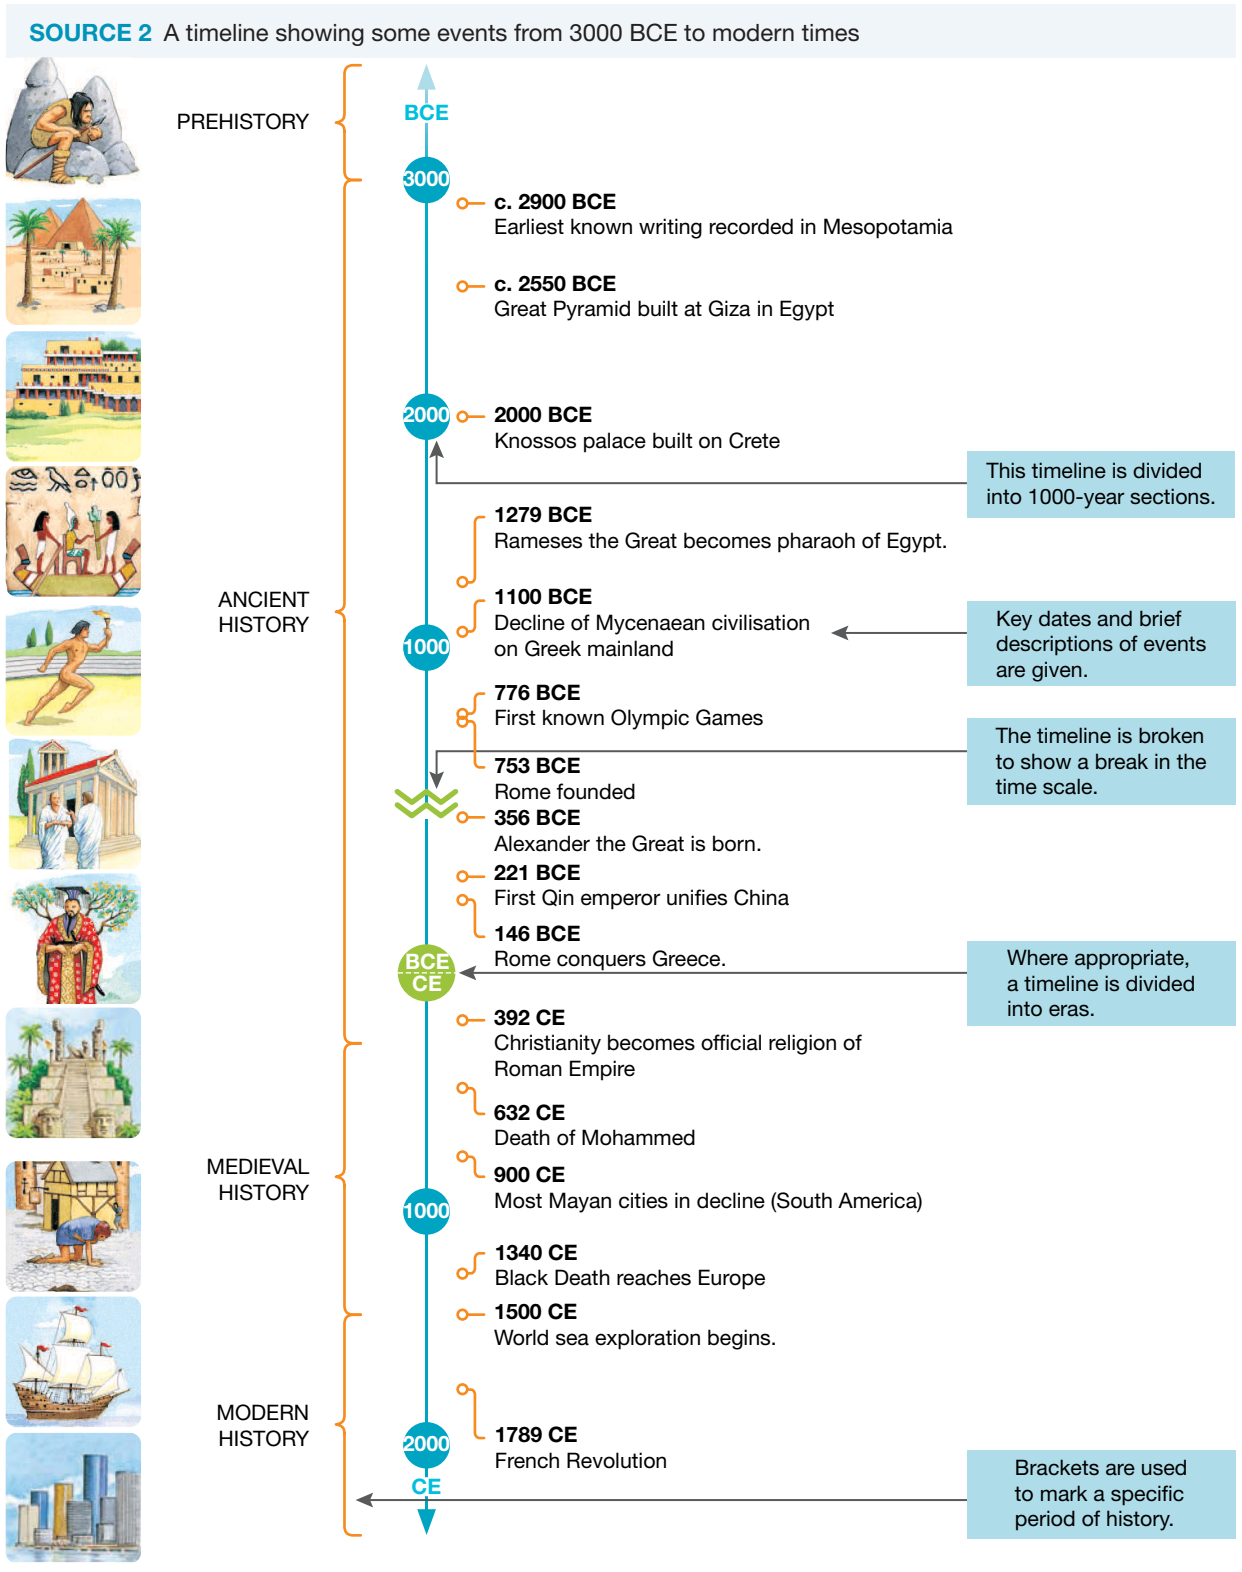 SOURCE 2 A timeline showing some events from 3000 BCE to modern times
BCE
PREHISTORY
3000
c. 2900 BCE
Earliest known writing recorded in Mesopotamia
c. 2550 BCE
Great Pyramid built at Giza in Egypt
2000
2000 BCE
Knossos palace built on Crete
This timeline is divided
into 1000-year sections.
1279 BCE
Rameses the Great becomes pharaoh of Egypt.
ANCIENT
HISTORY
1100 BCE
Decline of Mycenaean civilisation
on Greek mainland
Key dates and brief
descriptions of events
are given.
1000
776 BCE
First known Olympic Games
The timeline is broken
to show a break in the
time scale.
753 BCE
Rome founded
356 BCE
Alexander the Great is born.
221 BCE
First Qin emperor unifies China
146 BCE
Rome conquers Greece.
BCE
CE
Where appropriate,
a timeline is divided
into eras.
392 CE
Christianity becomes official religion of
Roman Empire
632 CE
Death of Mohammed
MEDIEVAL
HISTORY
900 CE
Most Mayan cities in decline (South America)
1000
1340 CE
Black Death reaches Europe
1500 CE
World sea exploration begins.
MODERN
HISTORY
1789 CE
French Revolution
2000
CE
Brackets are used
to mark a specific
period of history.